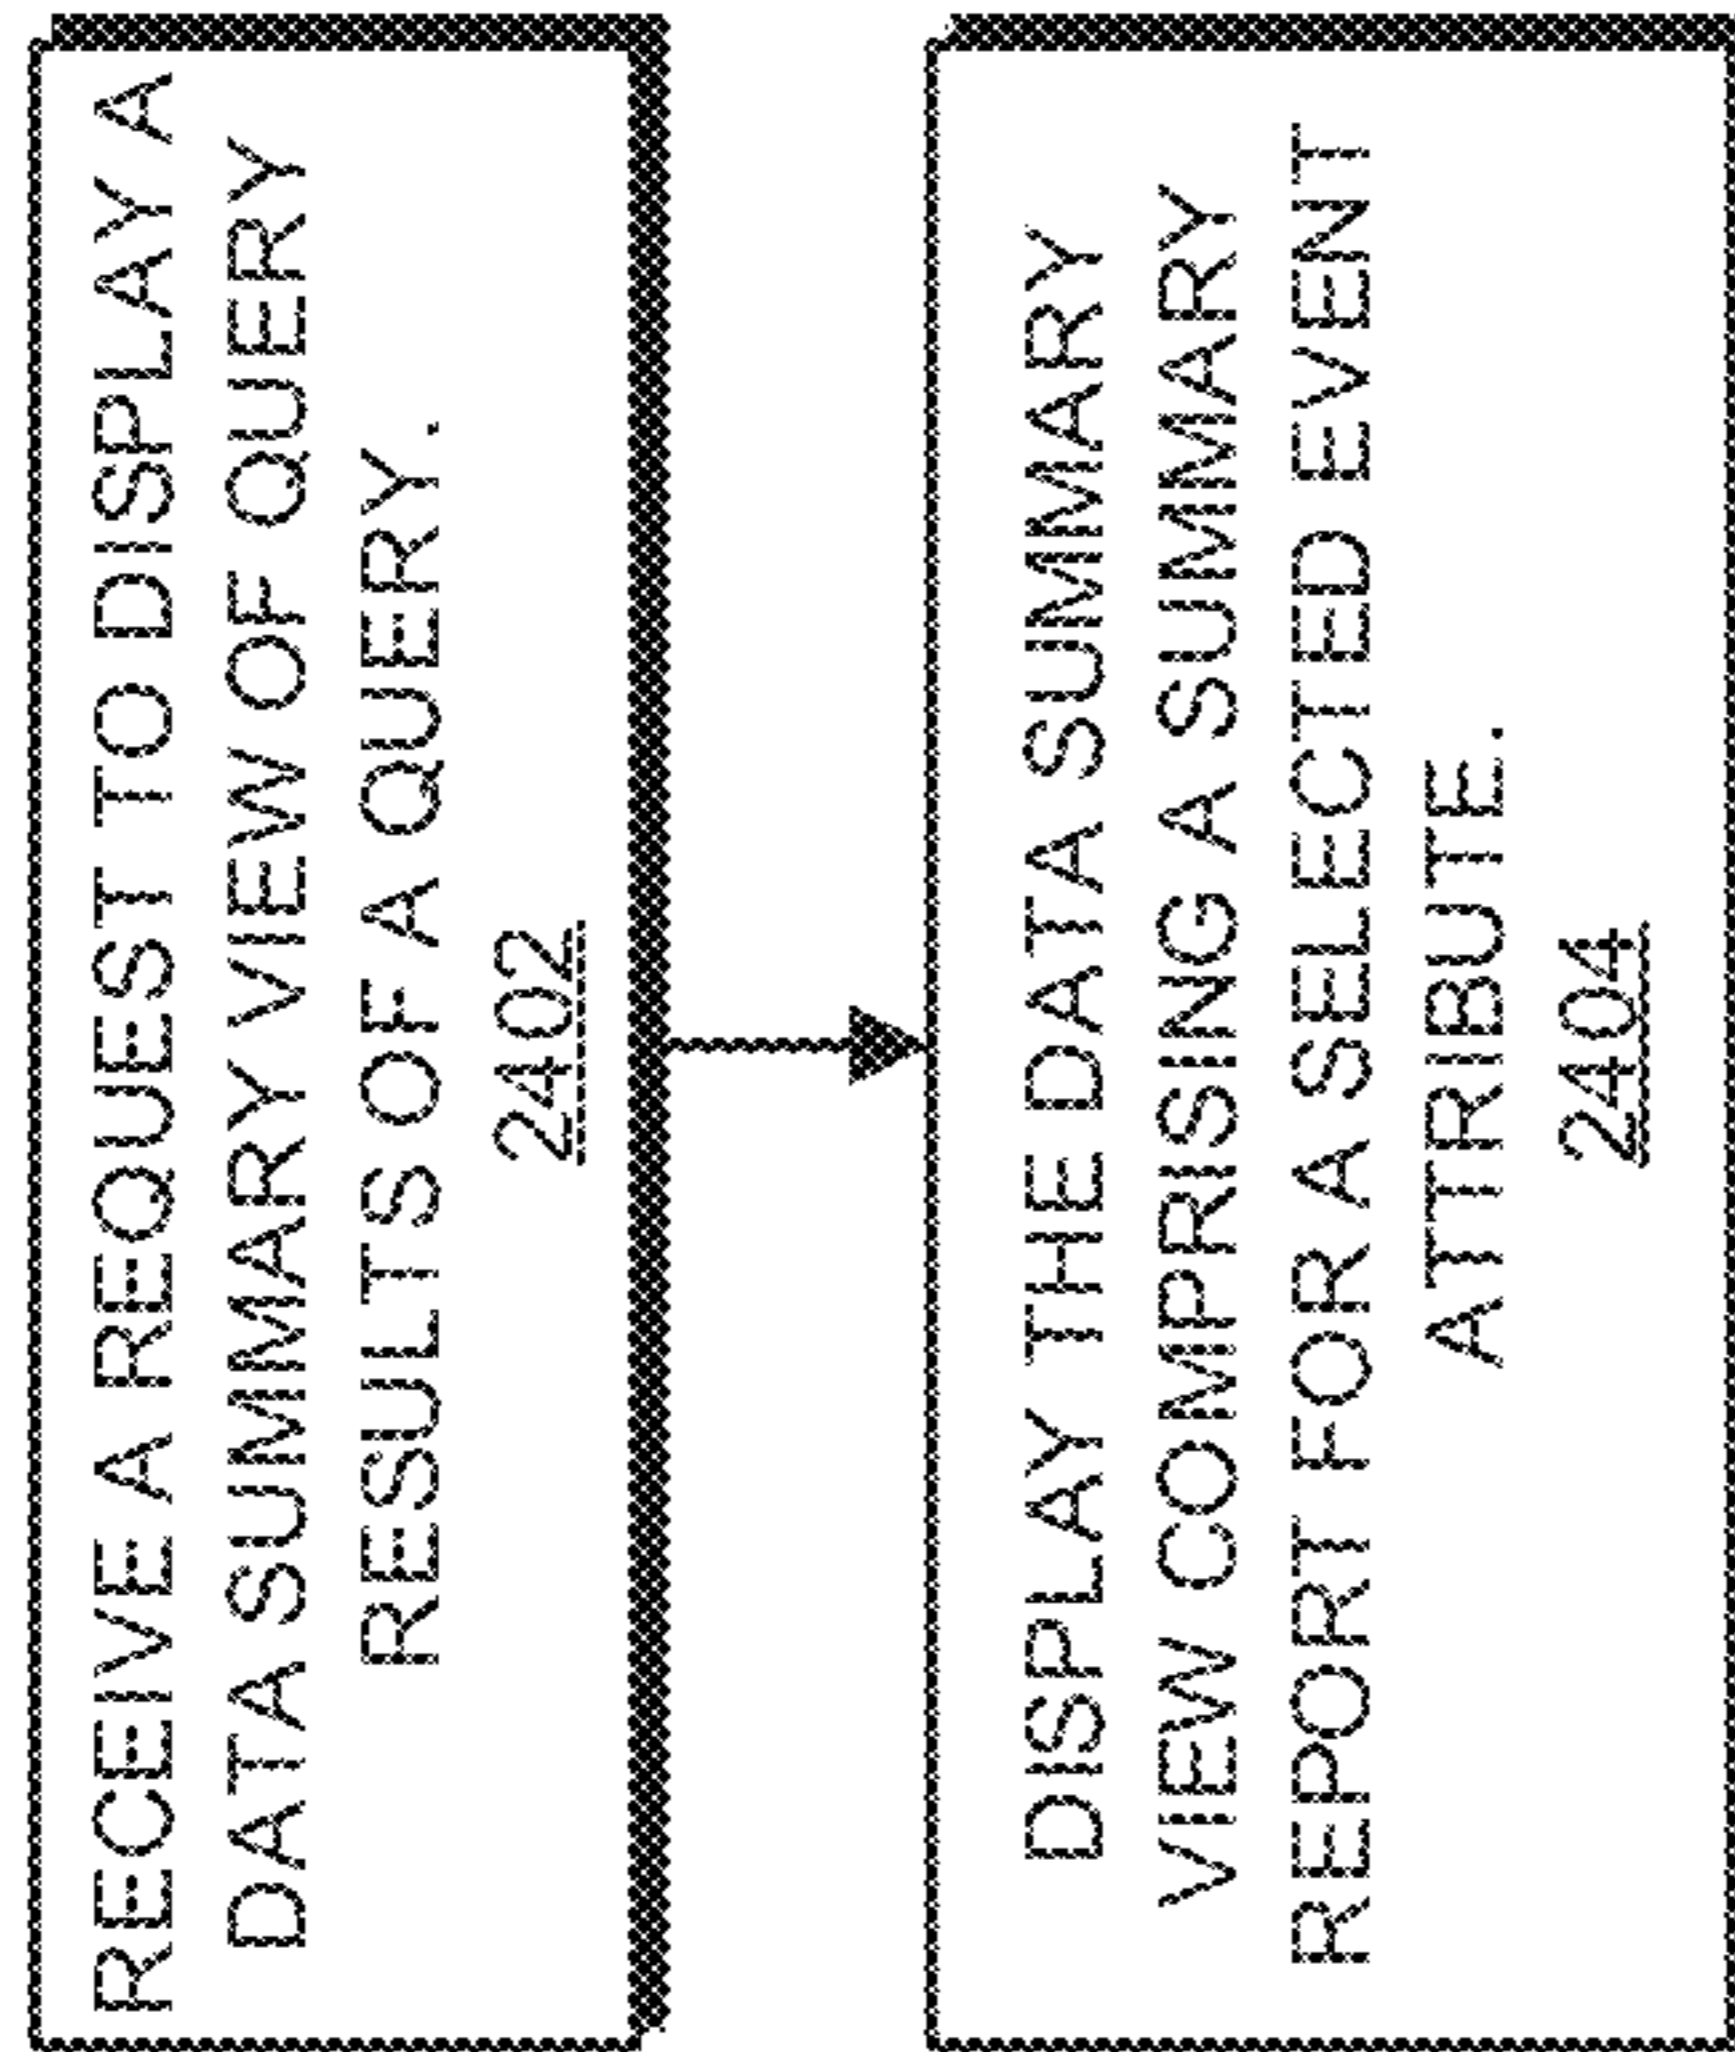 RECEIVE A REQUEST TO DISPLAY A
DATA SUMMARY VIEW OF QUERY
RESULTS OF A QUERY.
2402
DISPLAY THE DATA SUMMARY
VIEW COMPRISING A SUMMARY
REPORT FOR A SELECTED EVENT
ATTRIBUTE.
2404